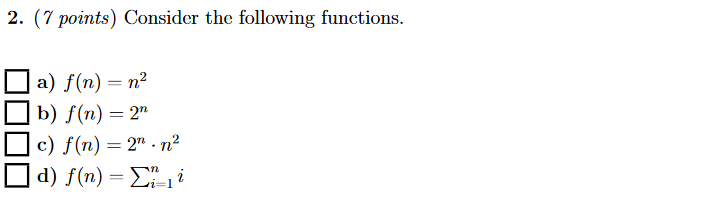 2. (7 points) Consider the following functions.
a) f(n) = n²
b) f(n) = 2ⁿ
c) f(n) = 2ⁿ · n²
d) f(n) = ∑ⁿᵢ₌₁ i